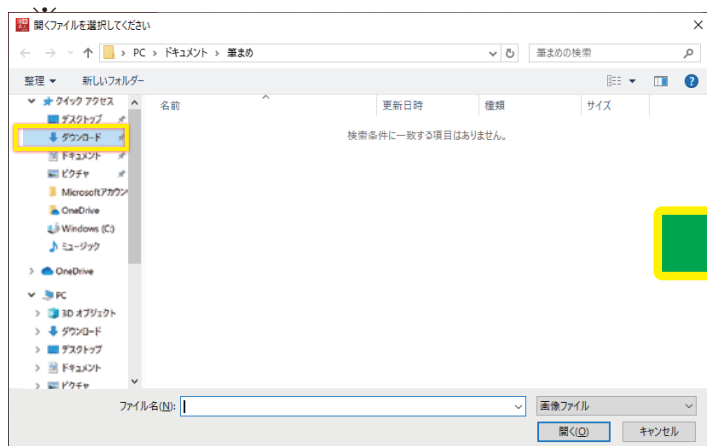 ※
開くファイルを選択してください
PC › ドキュメント › 筆まめ
筆まめの検索
整理 新しいフォルダー
名前 更新日時 種類 サイズ
検索条件に一致する項目はありません。
クイック アクセス
デスクトップ
ダウンロード
ドキュメント
ピクチャ
Microsoftアカウン
OneDrive
Windows (C:)
ミュージック
OneDrive
PC
3D オブジェクト
ダウンロード
デスクトップ
ドキュメント
ピクチャ
ファイル名(N):
画像ファイル
開く(O) キャンセル